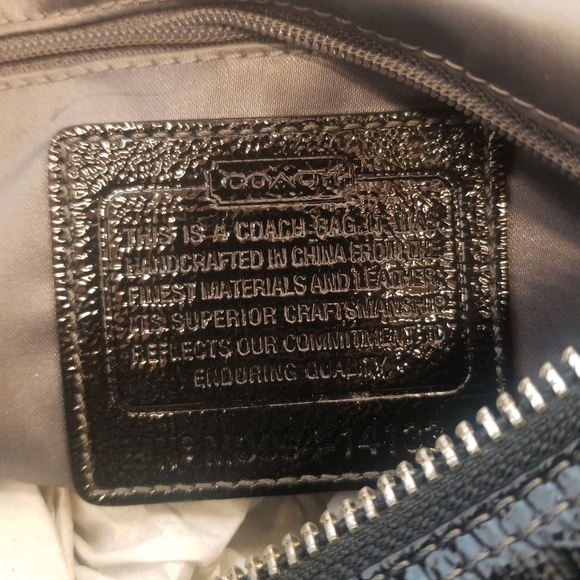 COACH
THIS IS A COACH BAG. IT WAS
HANDCRAFTED IN CHINA FROM THE
FINEST MATERIALS AND LEATHERS
ITS SUPERIOR CRAFTSMANSHIP
REFLECTS OUR COMMITMENT TO
ENDURING QUALITY.